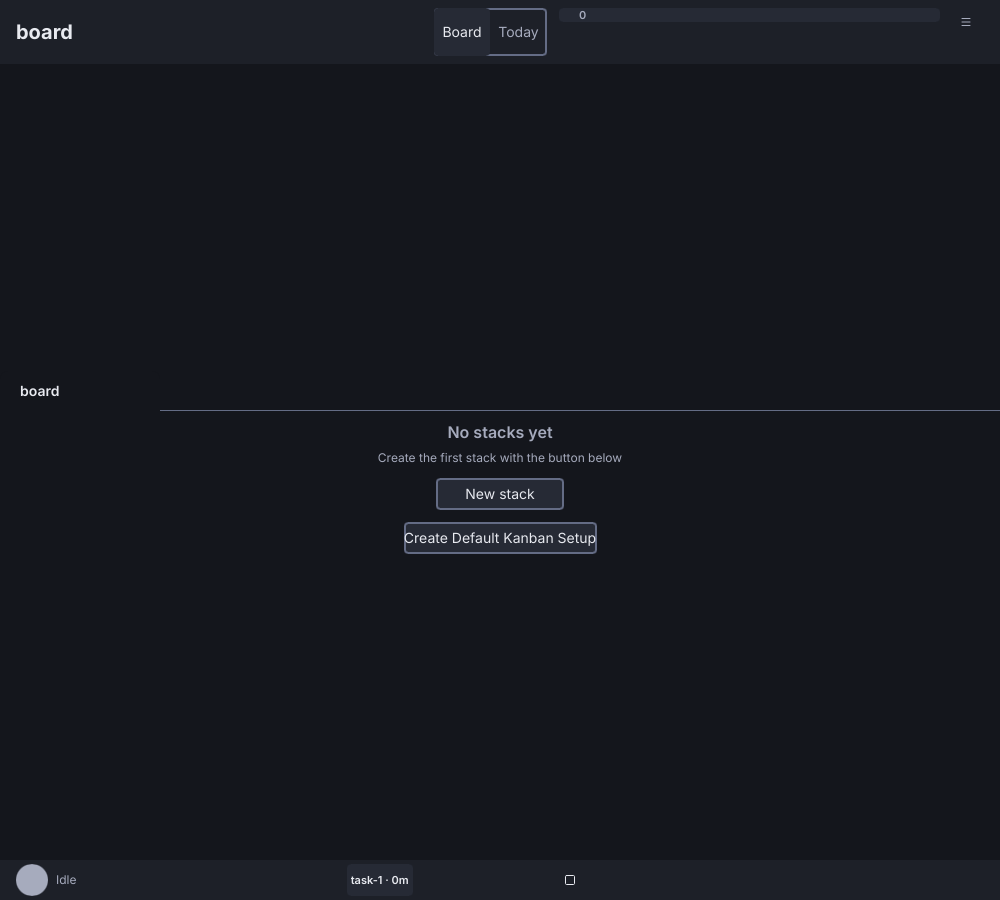 board
Board Today
0
☰
board
No stacks yet
Create the first stack with the button below
New stack
Create Default Kanban Setup
Idle
task-1 · 0m